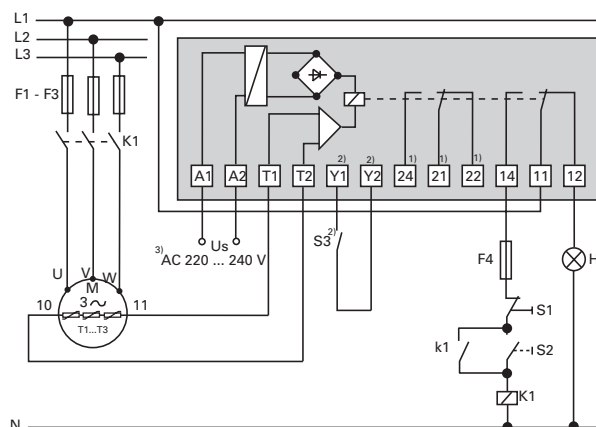 L1
L2
L3
F1 - F3
K1
A1 A2 T1 T2 Y1 2) Y2 2) 24 1) 21 1) 22 1) 14 11 12
3) AC 220 ... 240 V
Us
S3 2)
F4
H
U V W
M
3~
10 11
T1...T3
S1
k1
S2
K1
N